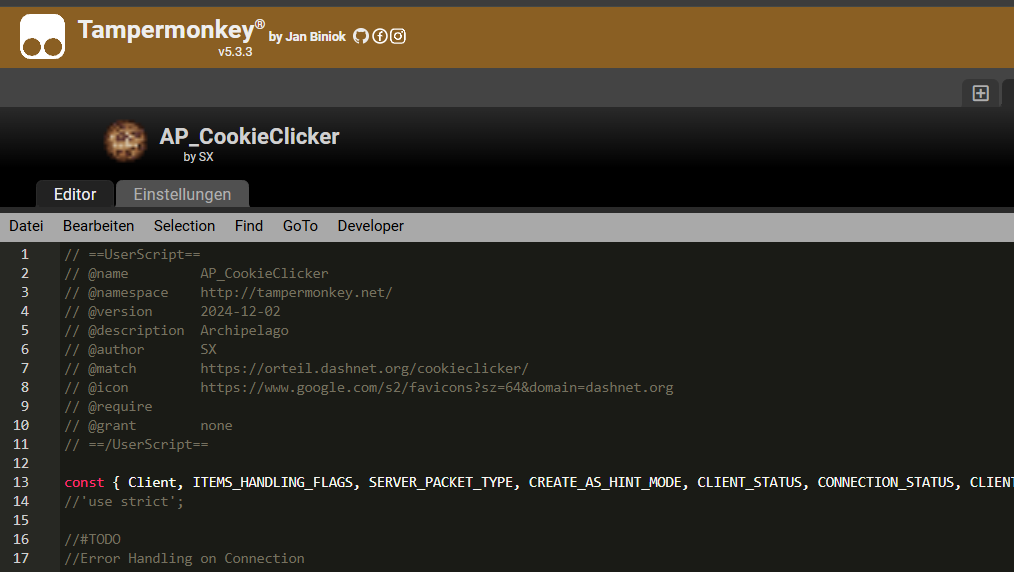 Tampermonkey® by Jan Biniok
v5.3.3
AP_CookieClicker
by SX
Editor Einstellungen
Datei Bearbeiten Selection Find GoTo Developer
1 // ==UserScript==
2 // @name AP_CookieClicker
3 // @namespace http://tampermonkey.net/
4 // @version 2024-12-02
5 // @description Archipelago
6 // @author SX
7 // @match https://orteil.dashnet.org/cookieclicker/
8 // @icon https://www.google.com/s2/favicons?sz=64&domain=dashnet.org
9 // @require
10 // @grant none
11 // ==/UserScript==
12
13 const { Client, ITEMS_HANDLING_FLAGS, SERVER_PACKET_TYPE, CREATE_AS_HINT_MODE, CLIENT_STATUS, CONNECTION_STATUS, CLIENT
14 //'use strict';
15
16 //#TODO
17 //Error Handling on Connection